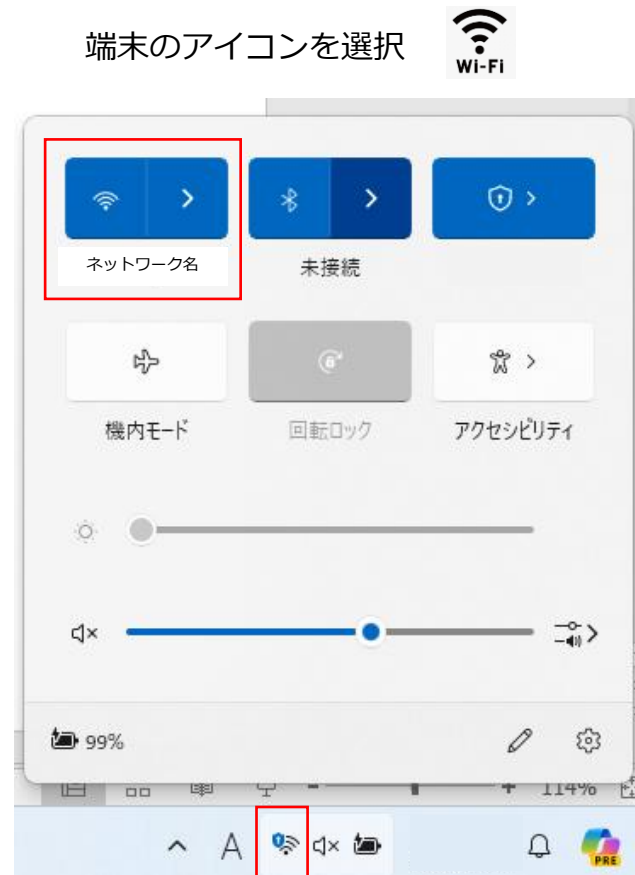 端末のアイコンを選択
Wi-Fi
ネットワーク名
未接続
機内モード
回転ロック
アクセシビリティ
99%
114%
A
PRE